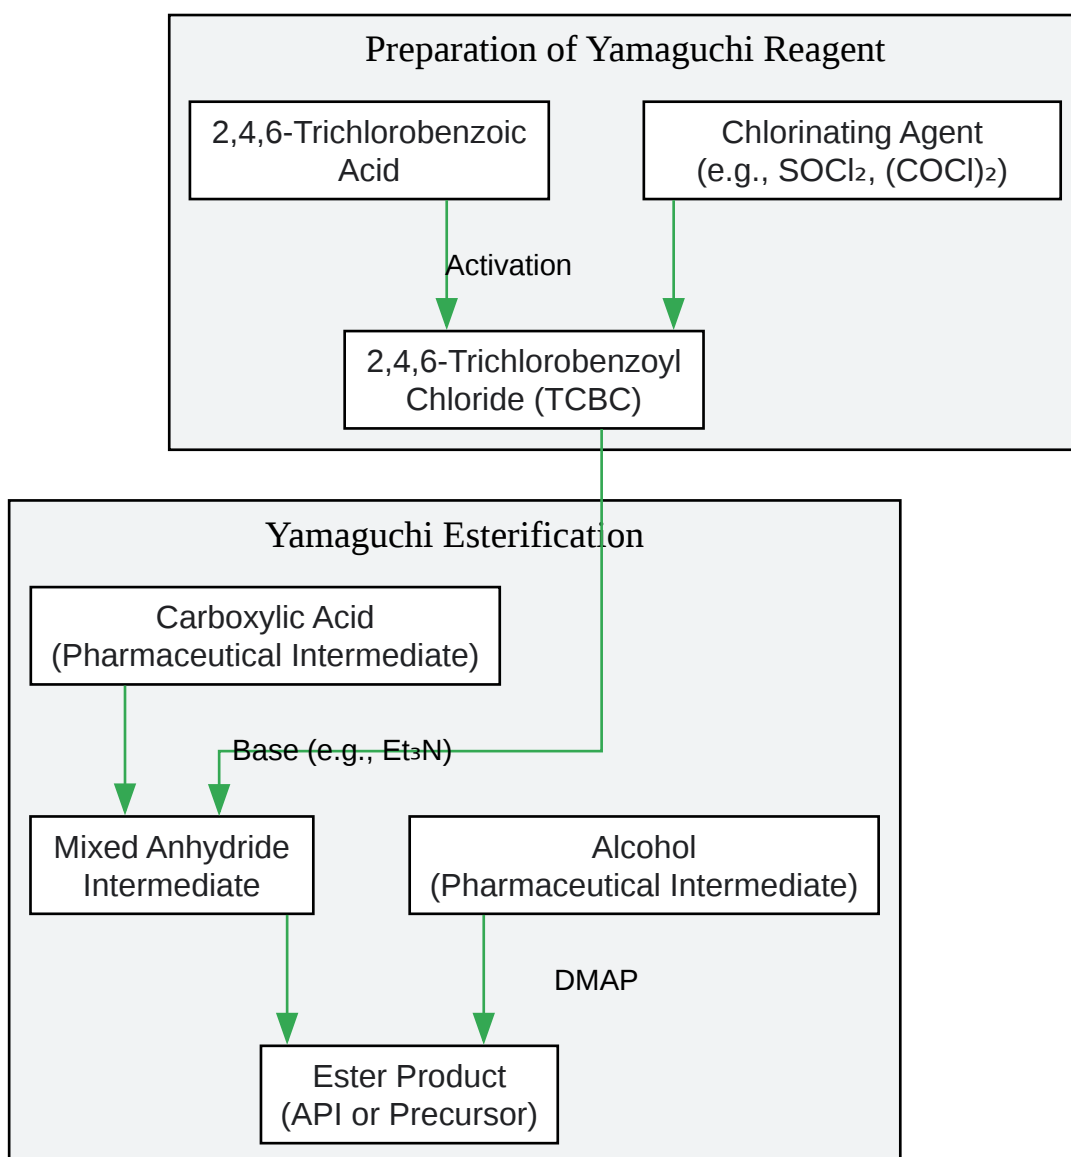 Preparation of Yamaguchi Reagent
2,4,6-Trichlorobenzoic
Acid
Chlorinating Agent
(e.g., SOCl₂, (COCl)₂)
Activation
2,4,6-Trichlorobenzoyl
Chloride (TCBC)
Yamaguchi Esterification
Carboxylic Acid
(Pharmaceutical Intermediate)
Base (e.g., Et₃N)
Mixed Anhydride
Intermediate
Alcohol
(Pharmaceutical Intermediate)
DMAP
Ester Product
(API or Precursor)